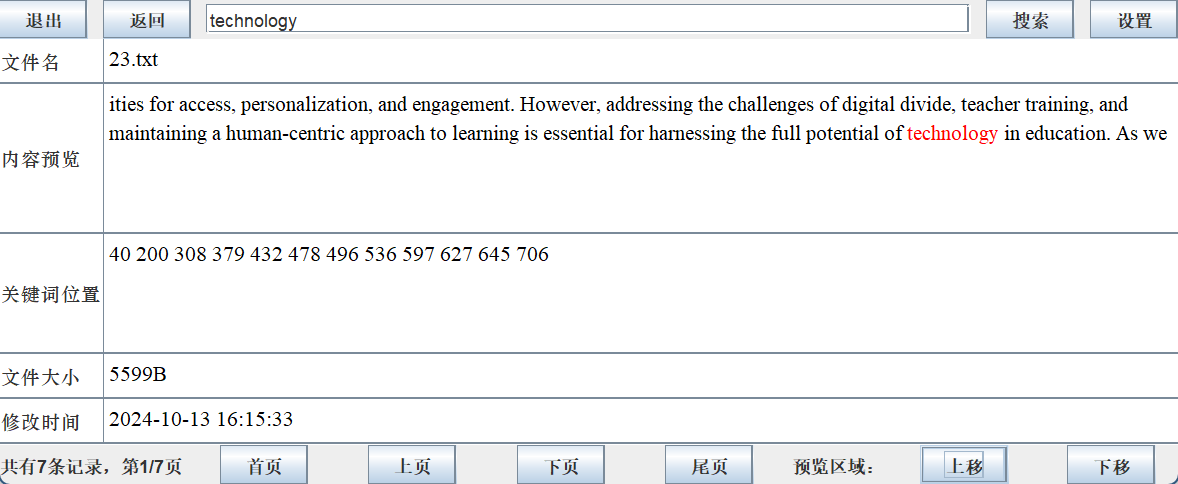 退出 返回 technology 搜索 设置
文件名 23.txt
内容预览 ities for access, personalization, and engagement. However, addressing the challenges of digital divide, teacher training, and
maintaining a human-centric approach to learning is essential for harnessing the full potential of technology in education. As we
关键词位置 40 200 308 379 432 478 496 536 597 627 645 706
文件大小 5599B
修改时间 2024-10-13 16:15:33
共有7条记录，第1/7页 首页 上页 下页 尾页 预览区域： 上移 下移